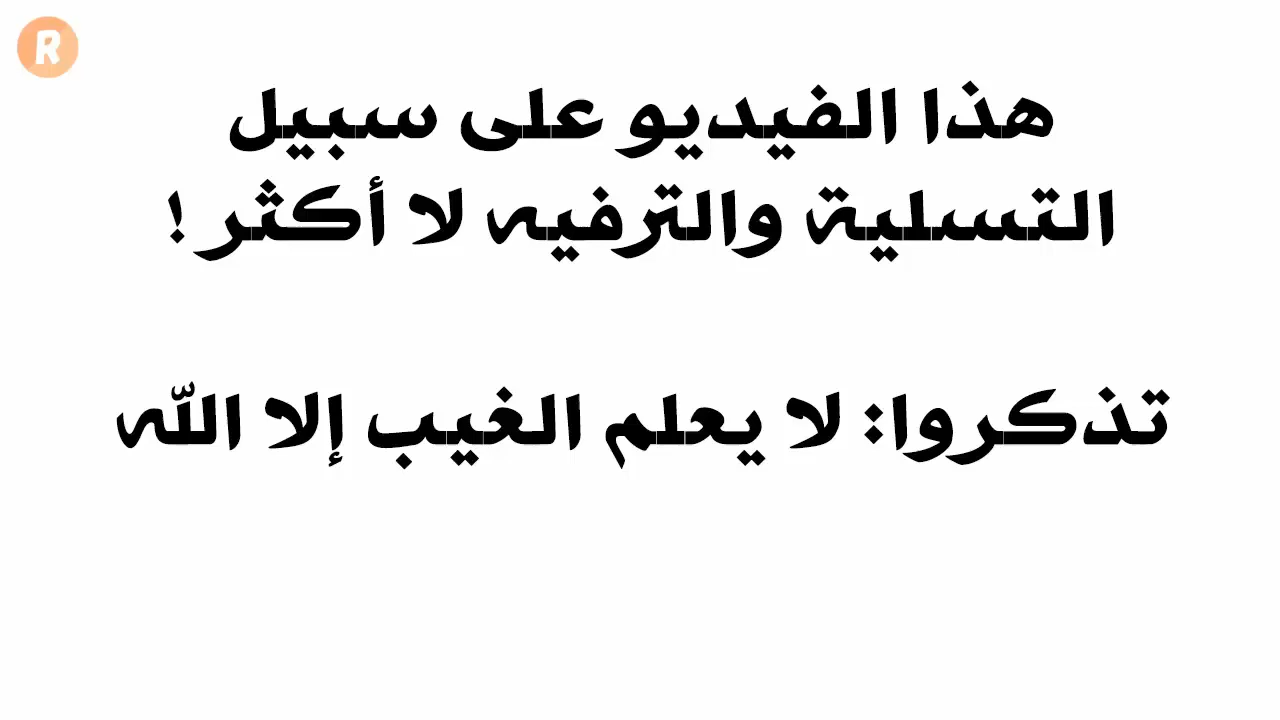 R
هذا الفيديو على سبيل
التسلية والترفيه لا أكثر !
تذكروا: لا يعلم الغيب إلا الله